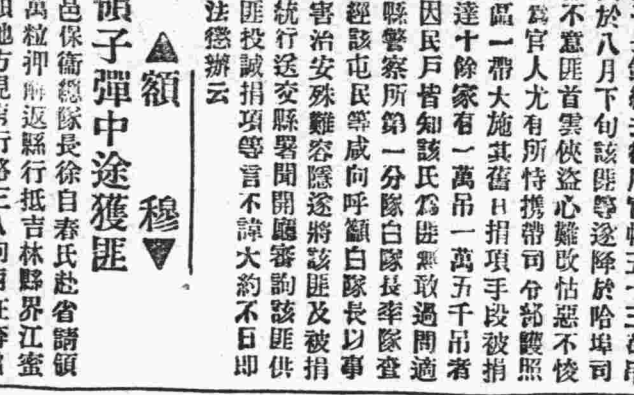 於八月下旬該匪等遂降於哈埠司
不意匪首雲俠盜心難改怙惡不悛
爲官人尤有所恃携帶司令部護照
區一帶大施其舊日捐項手段被捐
達十餘家有一萬吊一萬五千吊者
因民戶皆知該氏爲匪無敢過問適
縣警察所第一分隊白隊長率隊查
經該屯民等咸向呼籲白隊長以事
害治安殊難容隱遂將該匪及被捐
統行送交縣署聞開廳審詢該匪供
匪投誠捐項等言不諱大約不日即
法懲辦云
▲額穆▼
領子彈中途獲匪
邑保衛總隊長徐自春氏赴省請領
萬粒押解返縣行抵吉林縣界江蜜